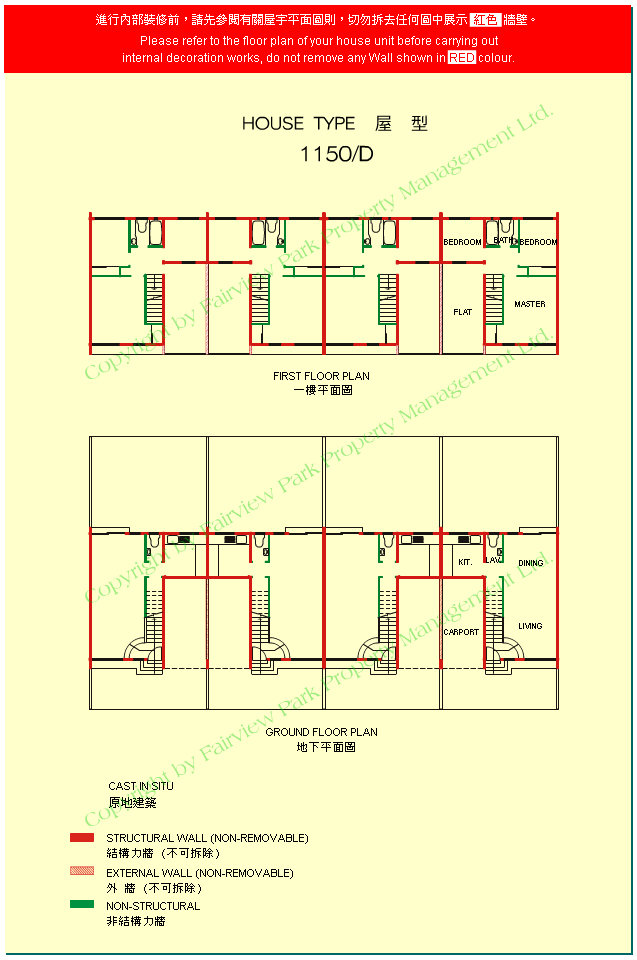 進行內部裝修前，請先參閱有關屋宇平面圖則，切勿拆去任何圖中展示 紅色 牆壁。
Please refer to the floor plan of your house unit before carrying out
internal decoration works, do not remove any Wall shown in RED colour.
HOUSE TYPE 屋 型
1150/D
BEDROOM BATH BEDROOM
FLAT MASTER
FIRST FLOOR PLAN
一樓平面圖
Copyright by Fairview Park Property Management Ltd.
KIT. LAV. DINING
CARPORT LIVING
Copyright by Fairview Park Property Management Ltd.
GROUND FLOOR PLAN
地下平面圖
Copyright by Fairview Park Property Management Ltd.
CAST IN SITU
原地建築
STRUCTURAL WALL (NON-REMOVABLE)
結構力牆 (不可拆除)
EXTERNAL WALL (NON-REMOVABLE)
外 牆 (不可拆除)
NON-STRUCTURAL
非結構力牆